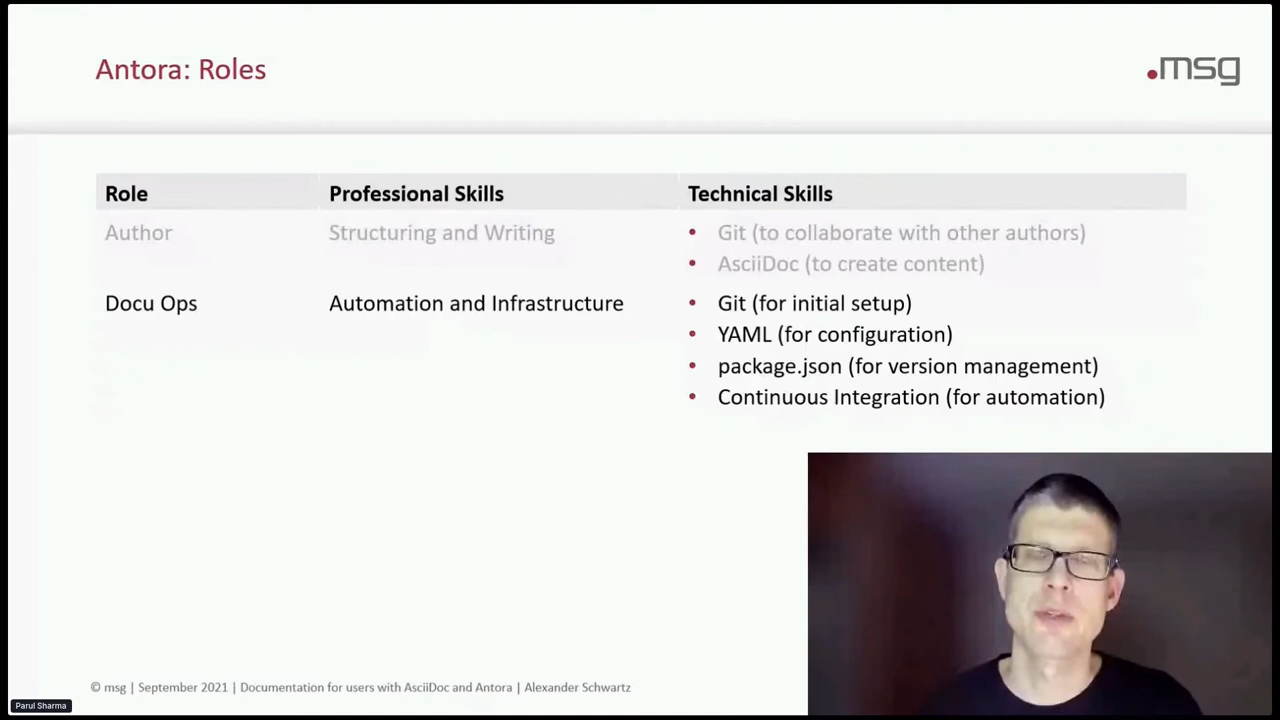 Antora: Roles
.msg
Role Professional Skills Technical Skills
Author Structuring and Writing • Git (to collaborate with other authors)
• AsciiDoc (to create content)
Docu Ops Automation and Infrastructure • Git (for initial setup)
• YAML (for configuration)
• package.json (for version management)
• Continuous Integration (for automation)
© msg | September 2021 | Documentation for users with AsciiDoc and Antora | Alexander Schwartz
Parul Sharma